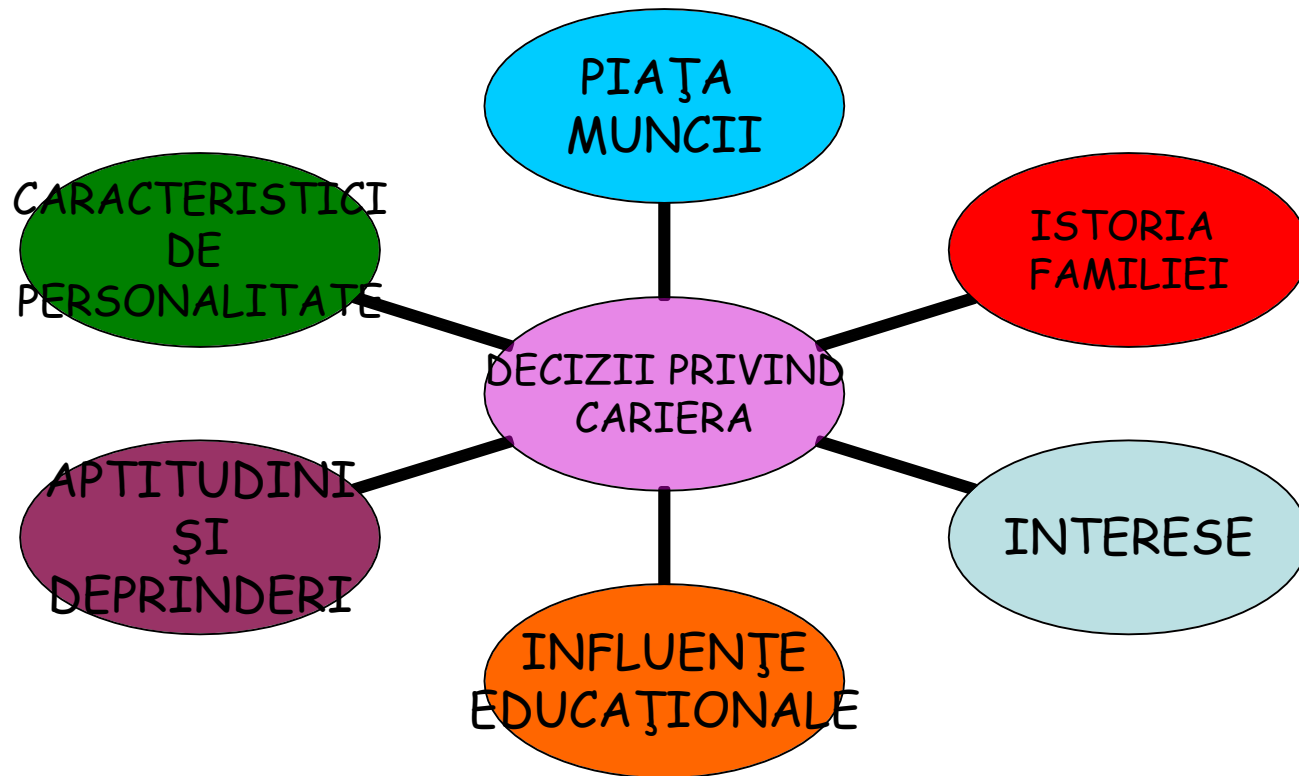 PIAŢA
MUNCII
CARACTERISTICI
DE
PERSONALITATE
ISTORIA
FAMILIEI
DECIZII PRIVIND
CARIERA
APTITUDINI
ŞI
DEPRINDERI
INTERESE
INFLUENŢE
EDUCAŢIONALE